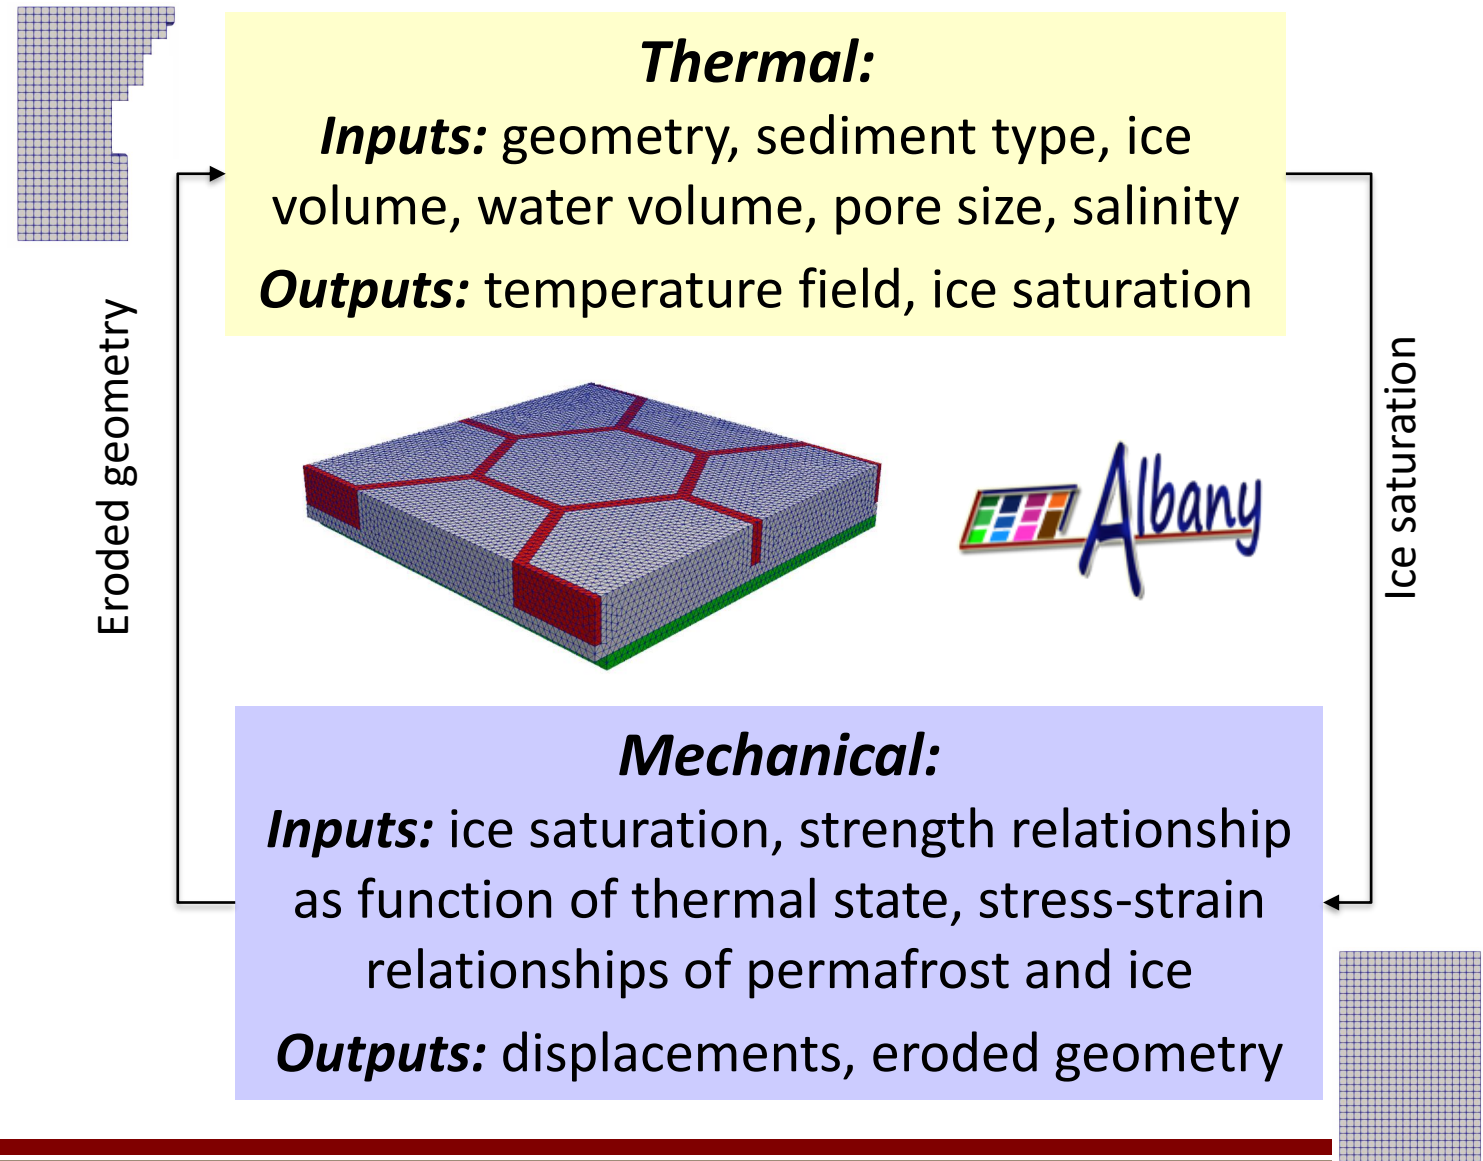 Thermal:
Inputs: geometry, sediment type, ice
volume, water volume, pore size, salinity
Outputs: temperature field, ice saturation
Eroded geometry
Albany
Ice saturation
Mechanical:
Inputs: ice saturation, strength relationship
as function of thermal state, stress-strain
relationships of permafrost and ice
Outputs: displacements, eroded geometry